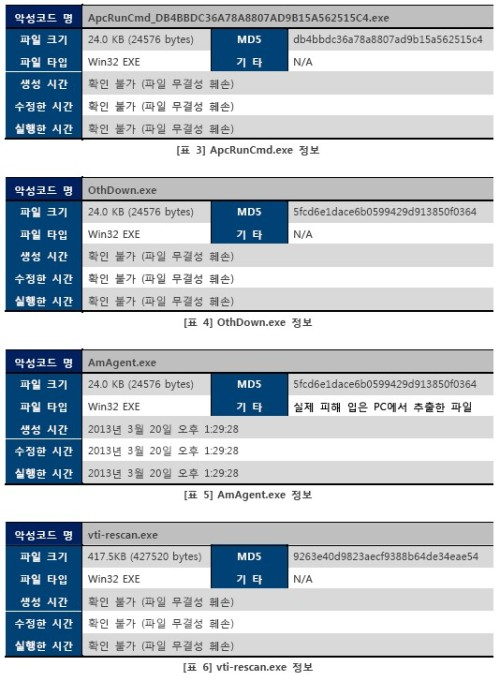 악성코드 명 ApcRunCmd_DB4BBDC36A78A8807AD9B15A562515C4.exe
파일 크기 24.0 KB (24576 bytes) MD5 db4bbdc36a78a8807ad9b15a562515c4
파일 타입 Win32 EXE 기 타 N/A
생성 시간 확인 불가 (파일 무결성 훼손)
수정한 시간 확인 불가 (파일 무결성 훼손)
실행한 시간 확인 불가 (파일 무결성 훼손)
[표 3] ApcRunCmd.exe 정보
악성코드 명 OthDown.exe
파일 크기 24.0 KB (24576 bytes) MD5 5fcd6e1dace6b0599429d913850f0364
파일 타입 Win32 EXE 기 타 N/A
생성 시간 확인 불가 (파일 무결성 훼손)
수정한 시간 확인 불가 (파일 무결성 훼손)
실행한 시간 확인 불가 (파일 무결성 훼손)
[표 4] OthDown.exe 정보
악성코드 명 AmAgent.exe
파일 크기 24.0 KB (24576 bytes) MD5 5fcd6e1dace6b0599429d913850f0364
파일 타입 Win32 EXE 기 타 실제 피해 입은 PC에서 추출한 파일
생성 시간 2013년 3월 20일 오후 1:29:28
수정한 시간 2013년 3월 20일 오후 1:29:28
실행한 시간 2013년 3월 20일 오후 1:29:28
[표 5] AmAgent.exe 정보
악성코드 명 vti-rescan.exe
파일 크기 417.5KB (427520 bytes) MD5 9263e40d9823aecf9388b64de34eae54
파일 타입 Win32 EXE 기 타 N/A
생성 시간 확인 불가 (파일 무결성 훼손)
수정한 시간 확인 불가 (파일 무결성 훼손)
실행한 시간 확인 불가 (파일 무결성 훼손)
[표 6] vti-rescan.exe 정보